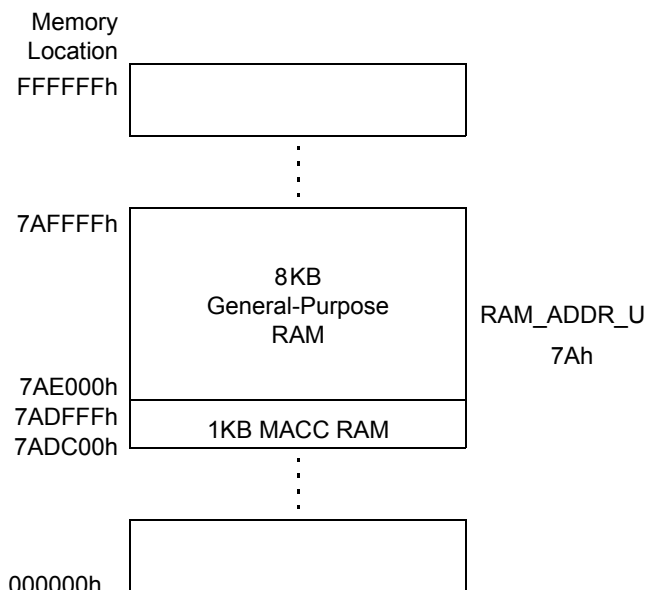 Memory
Location
FFFFFFh
7AFFFFh
8KB
General-Purpose
RAM
RAM_ADDR_U
7Ah
7AE000h
7ADFFFh
1KB MACC RAM
7ADC00h
000000h